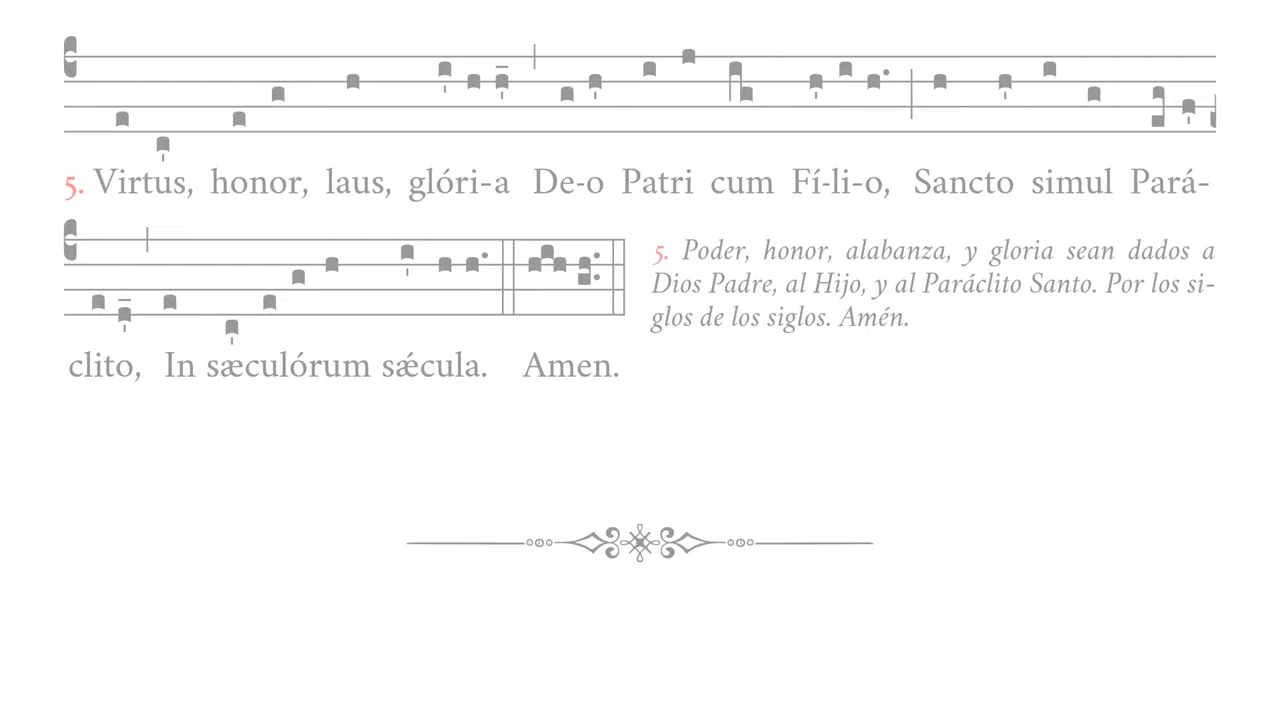 5. Virtus, honor, laus, glóri-a De-o Patri cum Fí-li-o, Sancto simul Pará-
clito, In sæculórum sǽcula. Amen.
5. Poder, honor, alabanza, y gloria sean dados a
Dios Padre, al Hijo, y al Paráclito Santo. Por los si-
glos de los siglos. Amén.